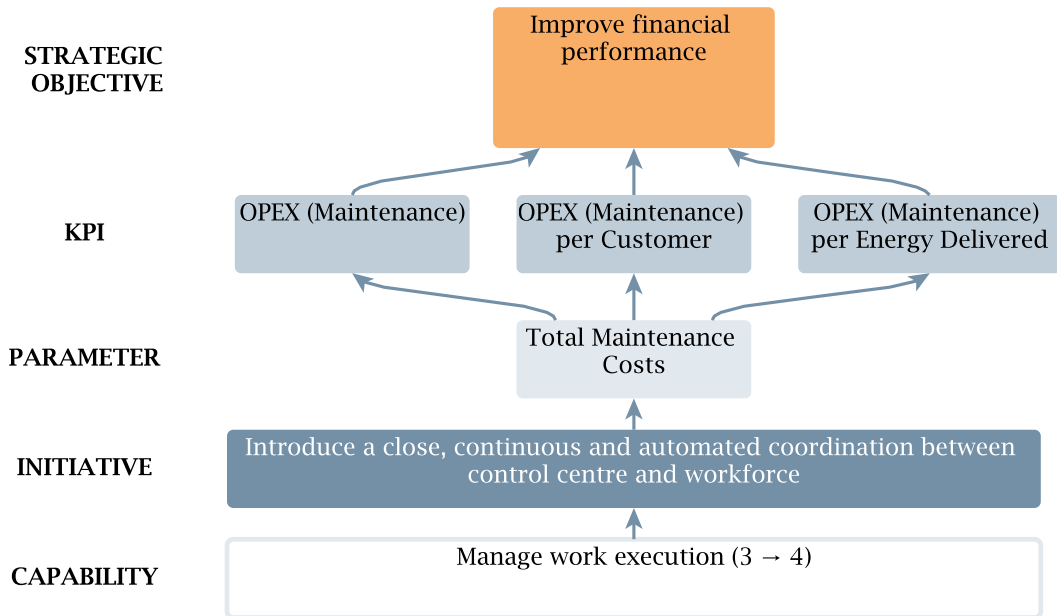 STRATEGIC
OBJECTIVE
Improve financial
performance
KPI
OPEX (Maintenance)
OPEX (Maintenance)
per Customer
OPEX (Maintenance)
per Energy Delivered
PARAMETER
Total Maintenance
Costs
INITIATIVE
Introduce a close, continuous and automated coordination between
control centre and workforce
CAPABILITY
Manage work execution (3 → 4)